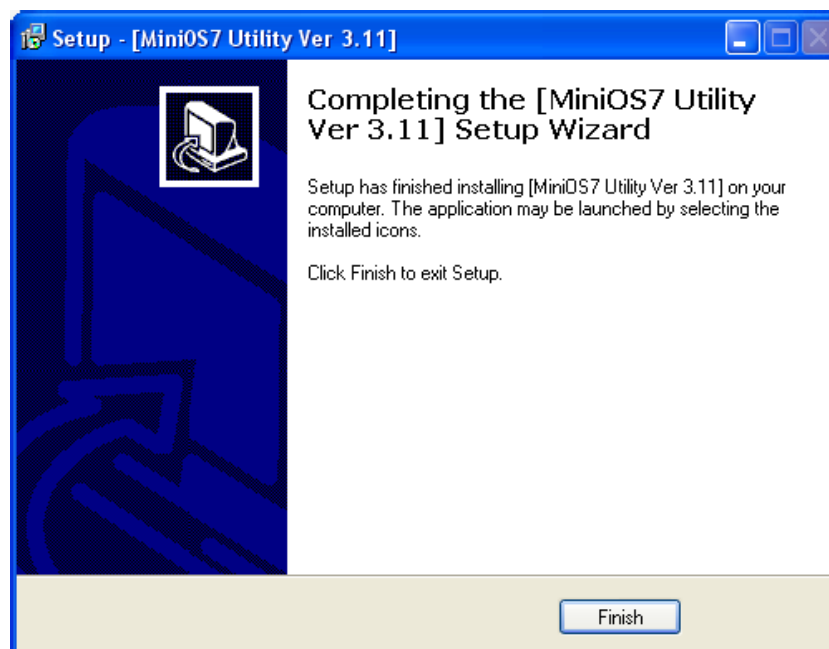 Setup - [MiniOS7 Utility Ver 3.11]
Completing the [MiniOS7 Utility
Ver 3.11] Setup Wizard
Setup has finished installing [MiniOS7 Utility Ver 3.11] on your
computer. The application may be launched by selecting the
installed icons.
Click Finish to exit Setup.
Finish